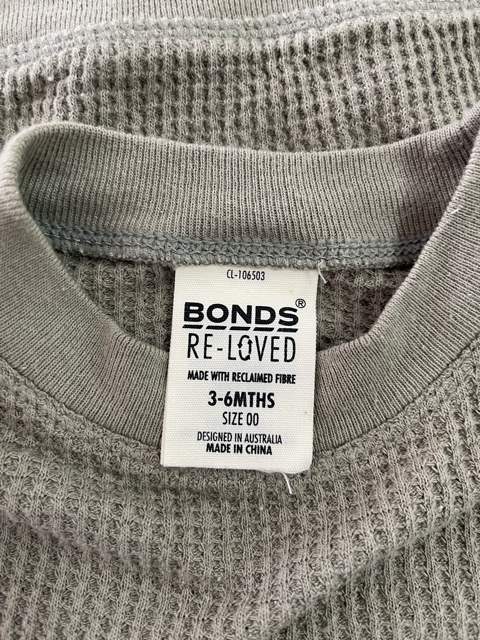 CL-106503
BONDS®
RE-LOVED
MADE WITH RECLAIMED FIBRE
3-6MTHS
SIZE 00
DESIGNED IN AUSTRALIA
MADE IN CHINA